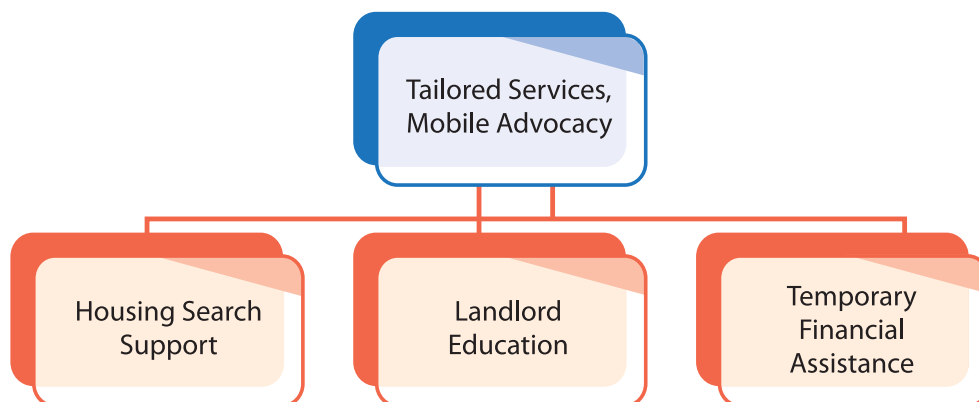 Tailored Services,
Mobile Advocacy
Housing Search
Support
Landlord
Education
Temporary
Financial
Assistance